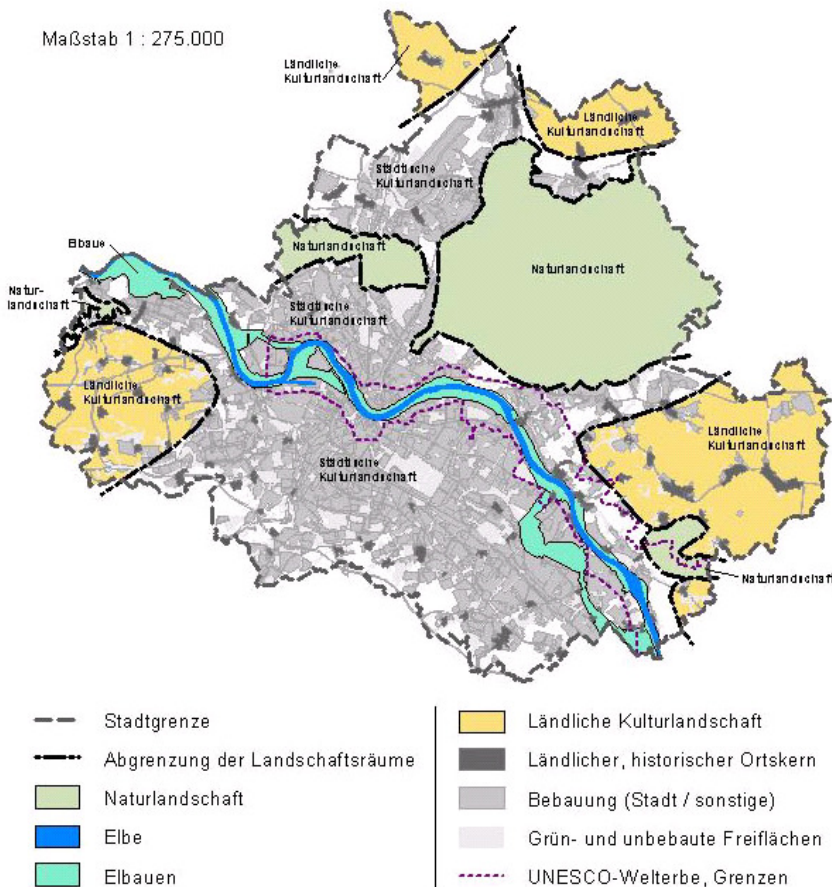 Maßstab 1 : 275.000
Ländliche
Kulturlandschaft
Ländliche
Kulturlandschaft
Städtische
Kulturlandschaft
Elbaue
Naturlandschaft
Naturlandschaft
Natur-
landschaft
Städtische
Kulturlandschaft
Ländliche
Kulturlandschaft
Ländliche
Kulturlandschaft
Städtische
Kulturlandschaft
Naturlandschaft
Stadtgrenze
Abgrenzung der Landschaftsräume
Naturlandschaft
Elbe
Elbauen
Ländliche Kulturlandschaft
Ländlicher, historischer Ortskern
Bebauung (Stadt / sonstige)
Grün- und unbebaute Freiflächen
UNESCO-Welterbe, Grenzen